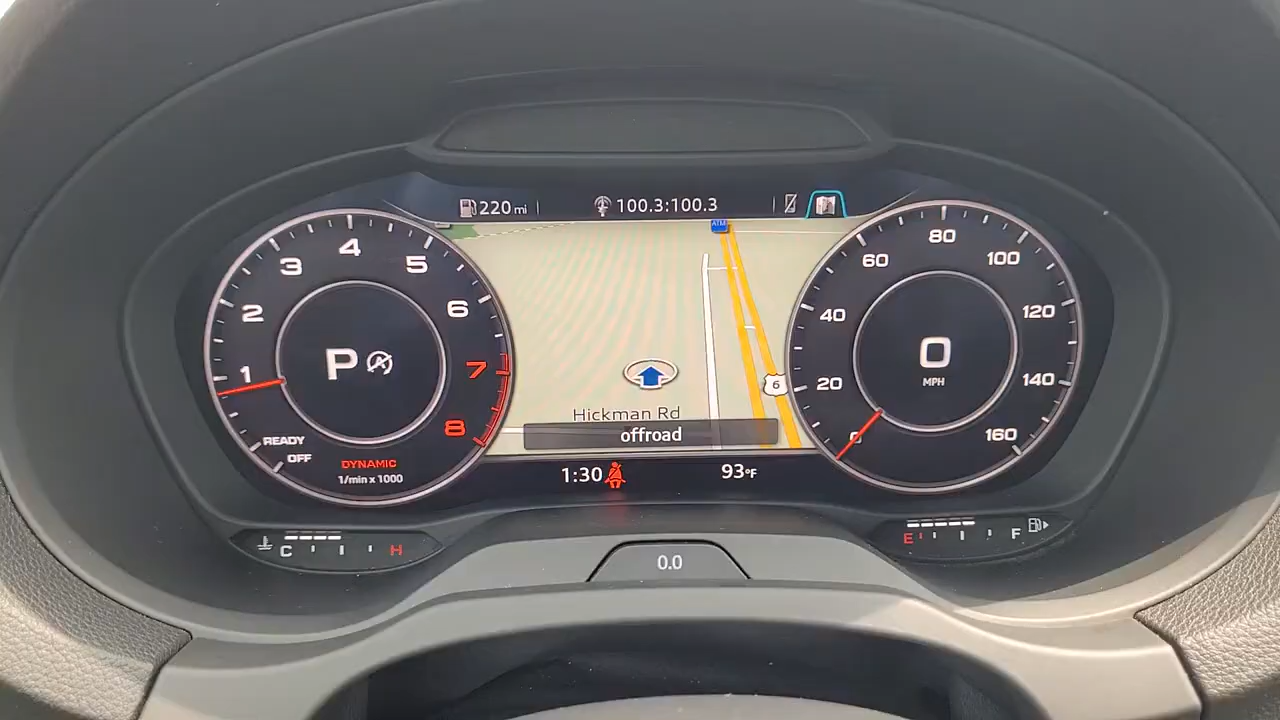 220 mi
100.3:100.3
ATM
1
2
3
4
5
6
7
8
P
A
READY
OFF
DYNAMIC
1/min x 1000
6
Hickman Rd
offroad
1:30
93°F
0
20
40
60
80
100
120
140
160
0
MPH
C
H
E
F
0.0